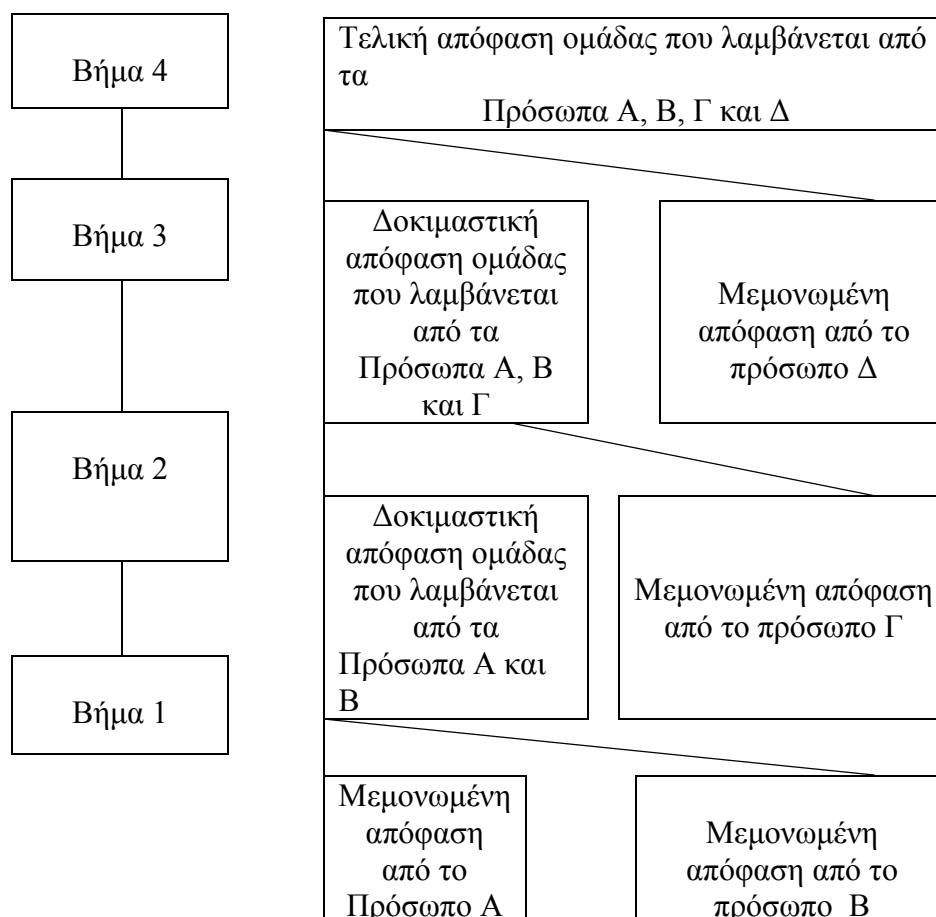 Βήμα 4
Τελική απόφαση ομάδας που λαμβάνεται από
τα
Πρόσωπα Α, Β, Γ και Δ
Βήμα 3
Δοκιμαστική
απόφαση ομάδας
που λαμβάνεται
από τα
Πρόσωπα Α, Β
και Γ
Μεμονωμένη
απόφαση από το
πρόσωπο Δ
Βήμα 2
Δοκιμαστική
απόφαση ομάδας
που λαμβάνεται
από τα
Πρόσωπα Α και
Β
Μεμονωμένη απόφαση
από το πρόσωπο Γ
Βήμα 1
Μεμονωμένη
απόφαση
από το
Πρόσωπο Α
Μεμονωμένη
απόφαση από το
πρόσωπο Β